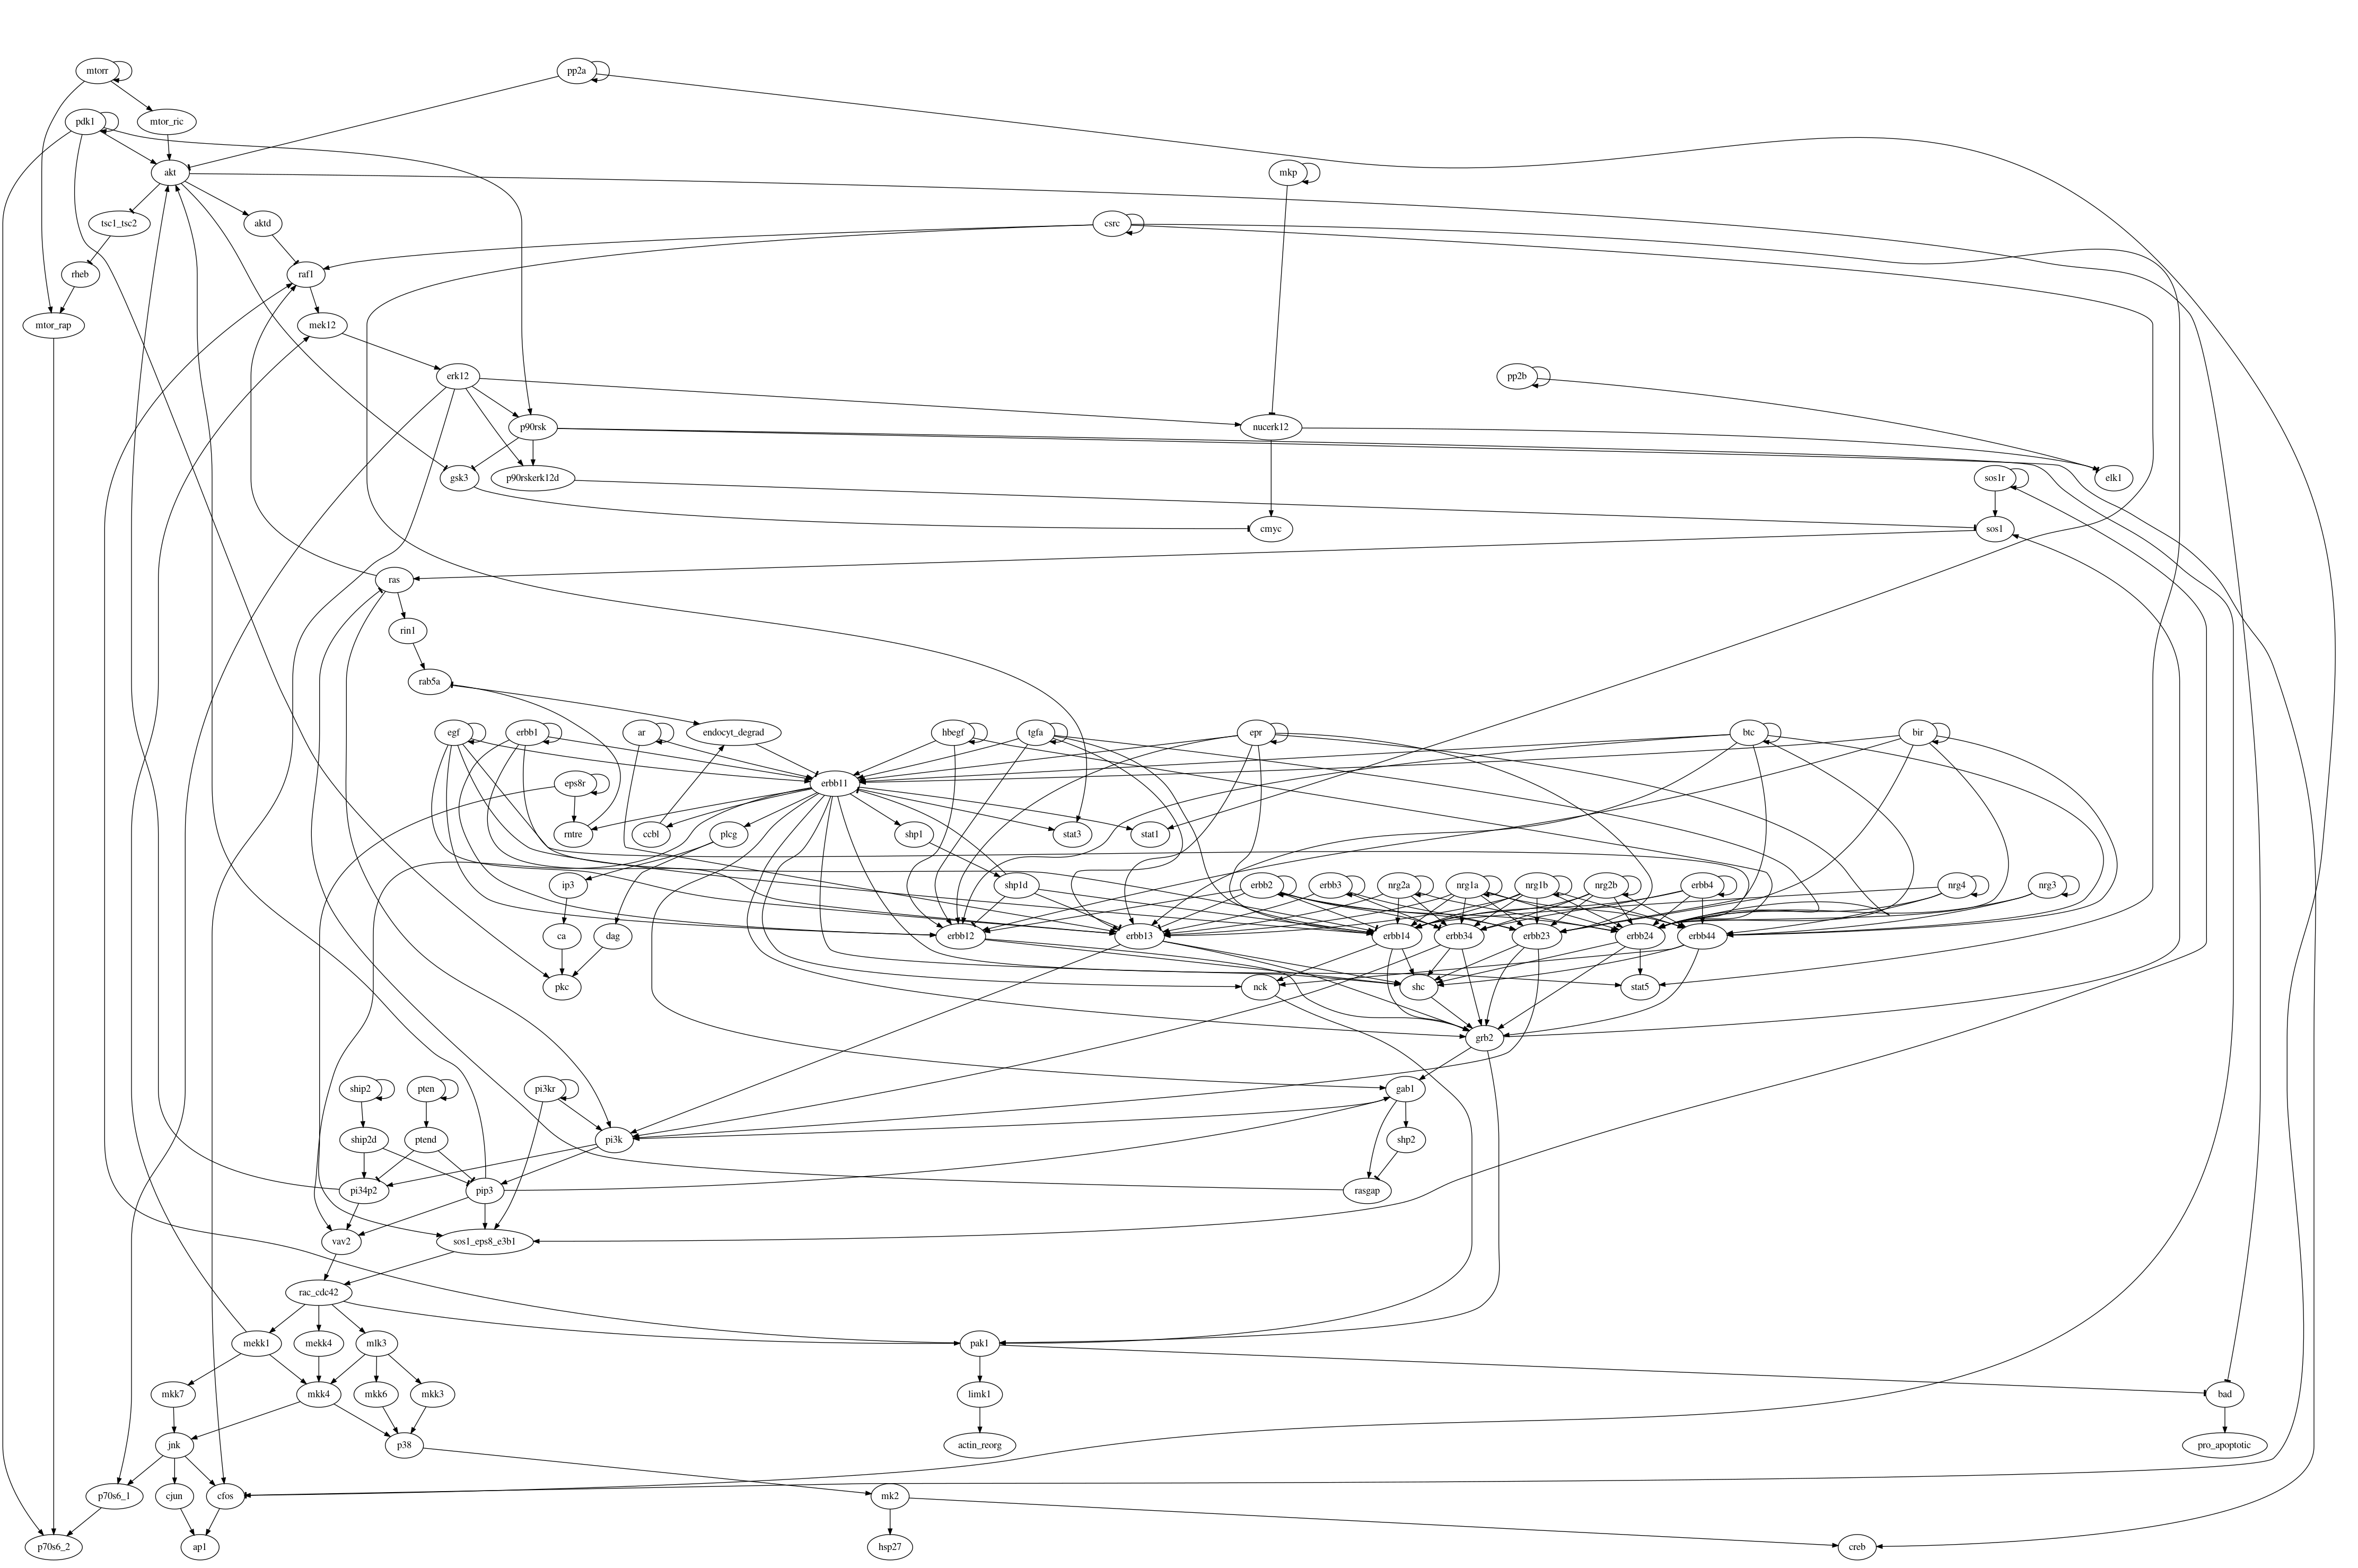 mtorr
pp2a
pdk1
mtor_ric
akt
mkp
tsc1_tsc2
aktd
csrc
rheb
raf1
mtor_rap
mek12
erk12
pp2b
p90rsk
nucerk12
gsk3
p90rskerk12d
sos1r
elk1
cmyc
sos1
ras
rin1
rab5a
egf
erbb1
ar
endocyt_degrad
hbegf
tgfa
epr
btc
bir
eps8r
erbb11
rntre
ccbl
plcg
shp1
stat3
stat1
ip3
shp1d
erbb2
erbb3
nrg2a
nrg1a
nrg1b
nrg2b
erbb4
nrg4
nrg3
ca
dag
erbb12
erbb13
erbb14
erbb34
erbb23
erbb24
erbb44
pkc
nck
shc
stat5
grb2
ship2
pten
pi3kr
gab1
ship2d
ptend
pi3k
shp2
pi34p2
pip3
rasgap
vav2
sos1_eps8_e3b1
rac_cdc42
mekk1
mekk4
mlk3
pak1
mkk7
mkk4
mkk6
mkk3
limk1
bad
jnk
p38
actin_reorg
pro_apoptotic
p70s6_1
cjun
cfos
mk2
p70s6_2
ap1
hsp27
creb